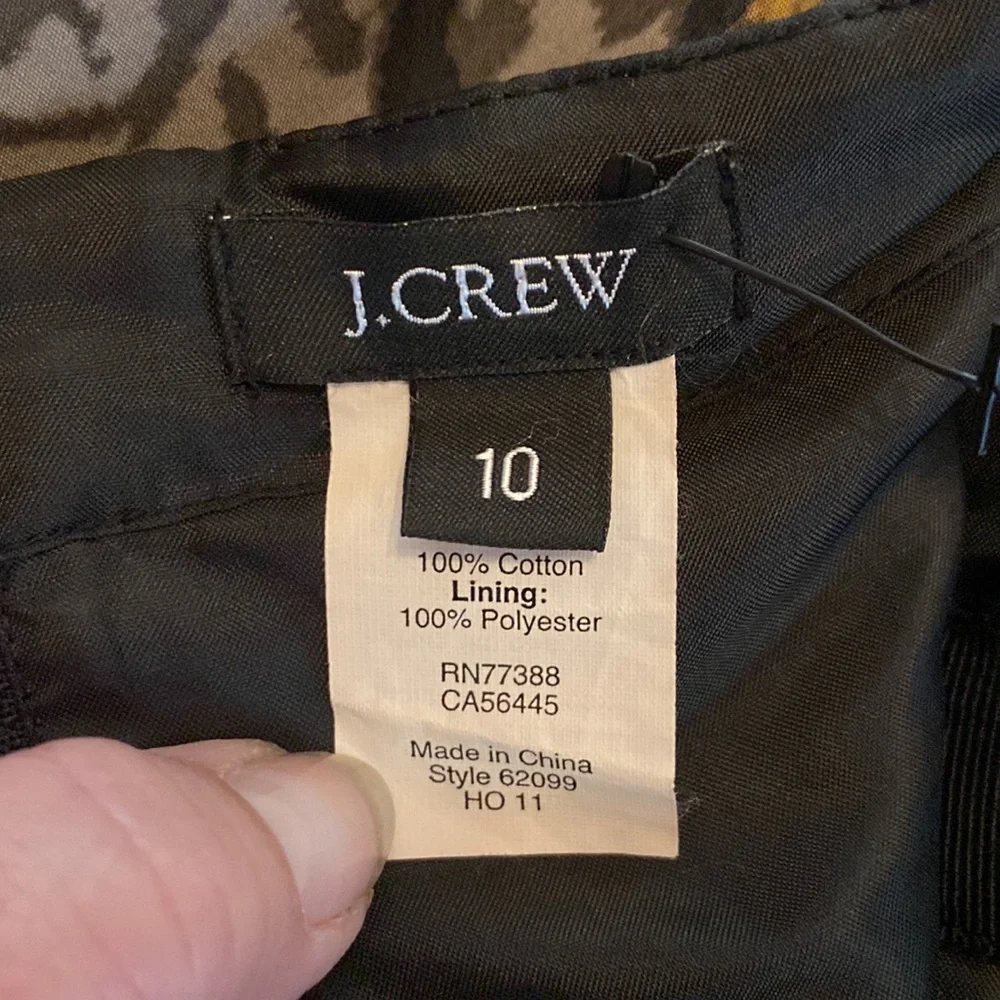 J.CREW
10
100% Cotton
Lining:
100% Polyester
RN77388
CA56445
Made in China
Style 62099
HO 11